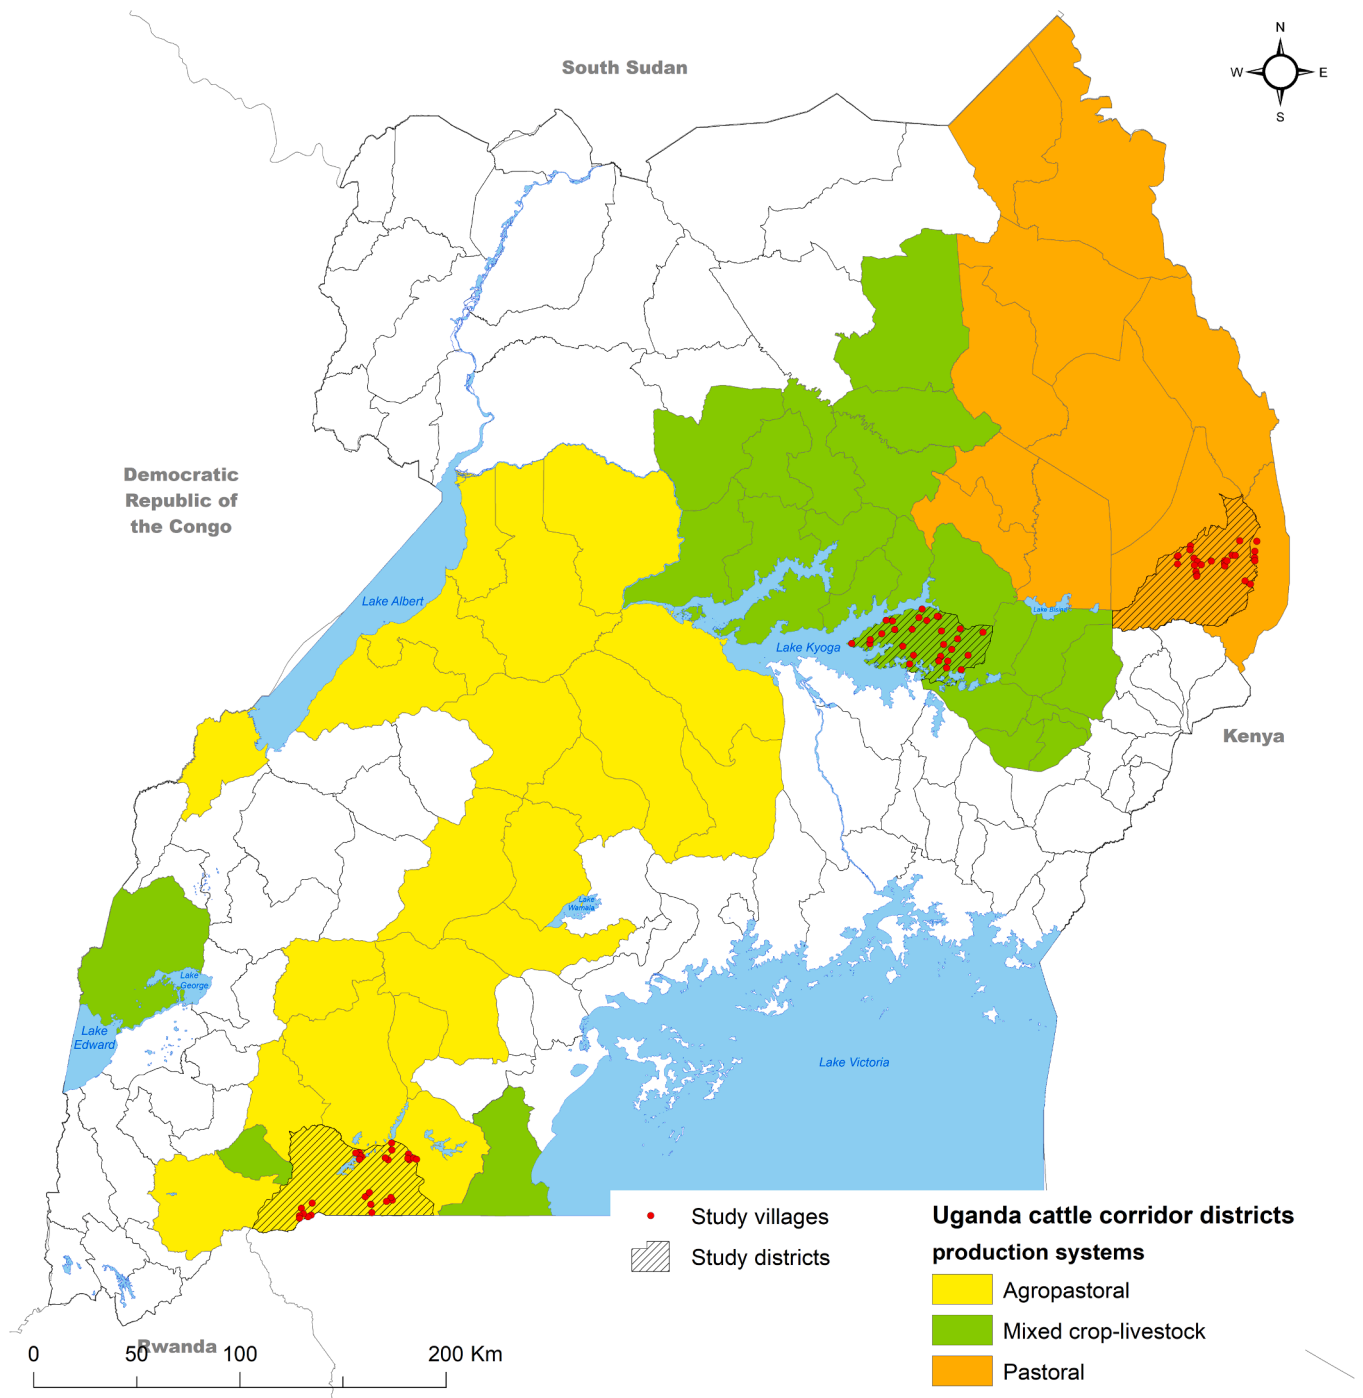 N
W
E
S
South Sudan
Democratic
Republic of
the Congo
Lake Albert
Lake Bisina
Lake Kyoga
Kenya
Lake
Wamala
Lake
George
Lake
Edward
Lake Victoria
Study villages
Study districts
Uganda cattle corridor districts
production systems
Agropastoral
Mixed crop-livestock
Pastoral
Rwanda
0
50
100
200 Km